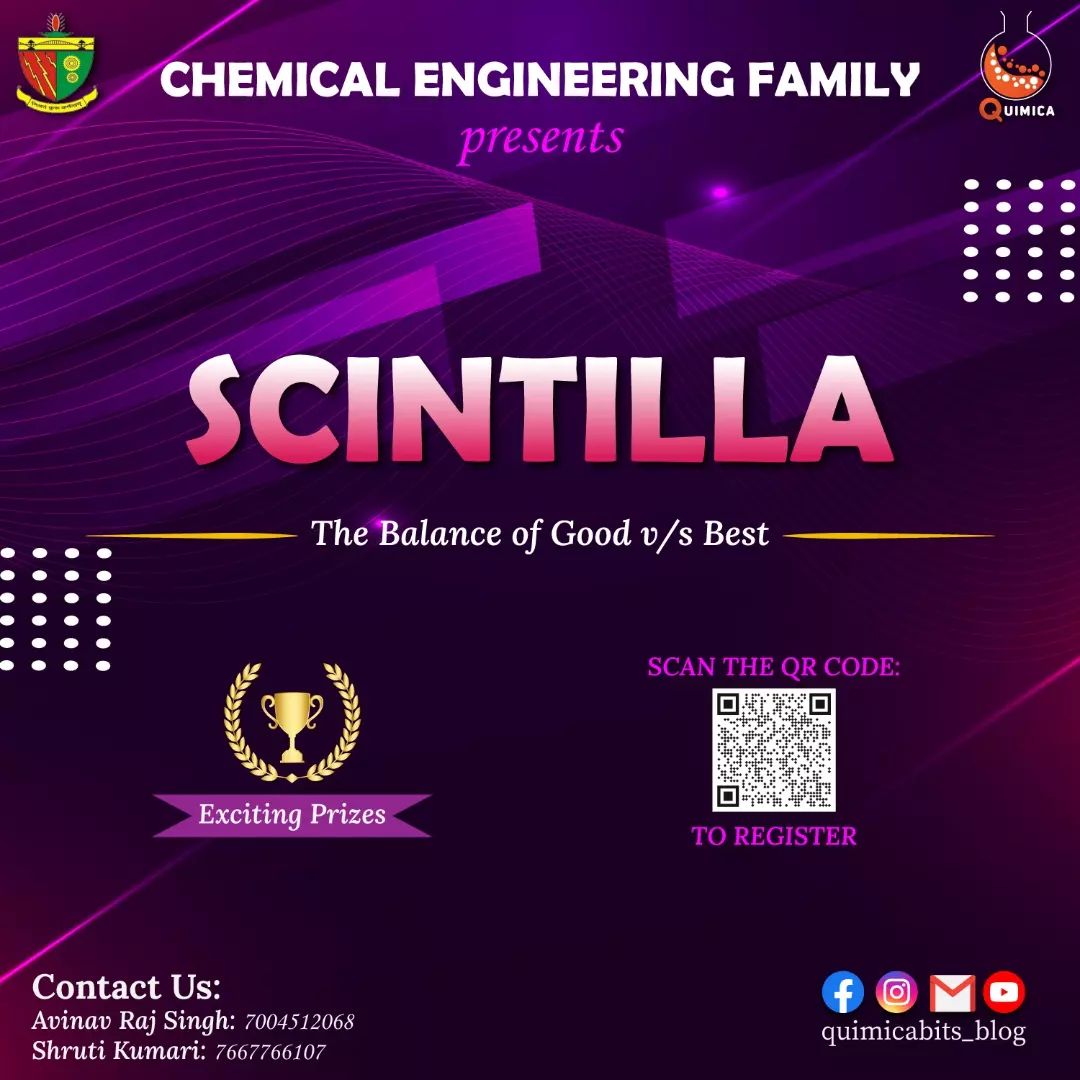 CHEMICAL ENGINEERING FAMILY
QUIMICA
presents
SCINTILLA
The Balance of Good v/s Best
SCAN THE QR CODE:
Exciting Prizes
TO REGISTER
Contact Us:
Avinav Raj Singh: 7004512068
Shruti Kumari: 7667766107
quimicabits_blog